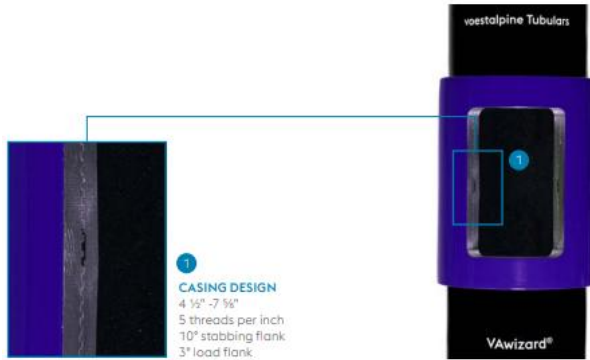 voestalpine Tubulars
1
1
CASING DESIGN
4 ½" -7 ⅝"
5 threads per inch
10° stabbing flank
3° load flank
VAwizard®